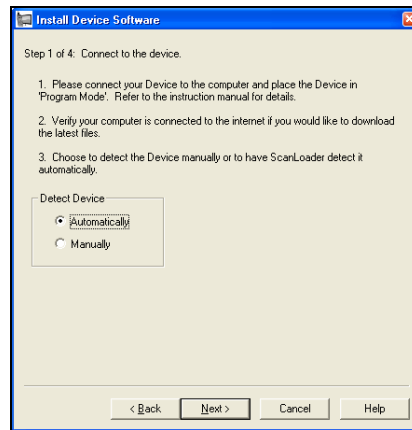 Install Device Software
Step 1 of 4: Connect to the device.
1. Please connect your Device to the computer and place the Device in
'Program Mode'. Refer to the instruction manual for details.
2. Verify your computer is connected to the internet if you would like to download
the latest files.
3. Choose to detect the Device manually or to have ScanLoader detect it
automatically.
Detect Device
Automatically
Manually
< Back Next > Cancel Help